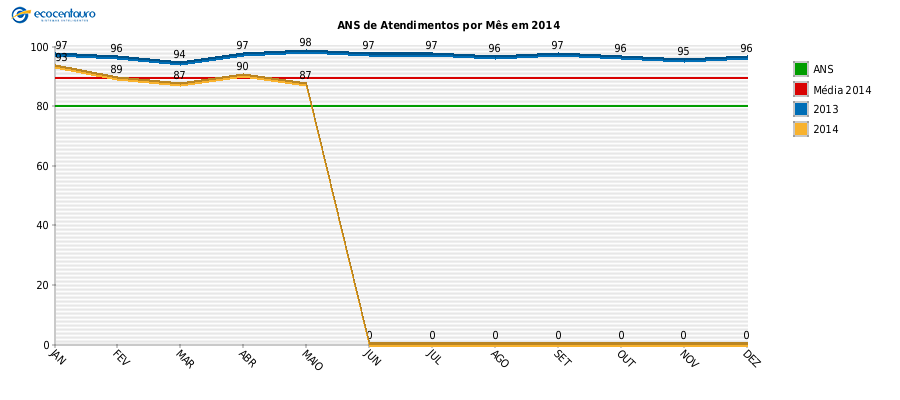 ecocentauro
ANS de Atendimentos por Mês em 2014
100
80
60
40
20
0
97 96 94 97 98 97 97 96 97 96 95 96
93 89 87 90 87 0 0 0 0 0 0 0
JAN FEV MAR ABR MAIO JUN JUL AGO SET OUT NOV DEZ
ANS
Média 2014
2013
2014